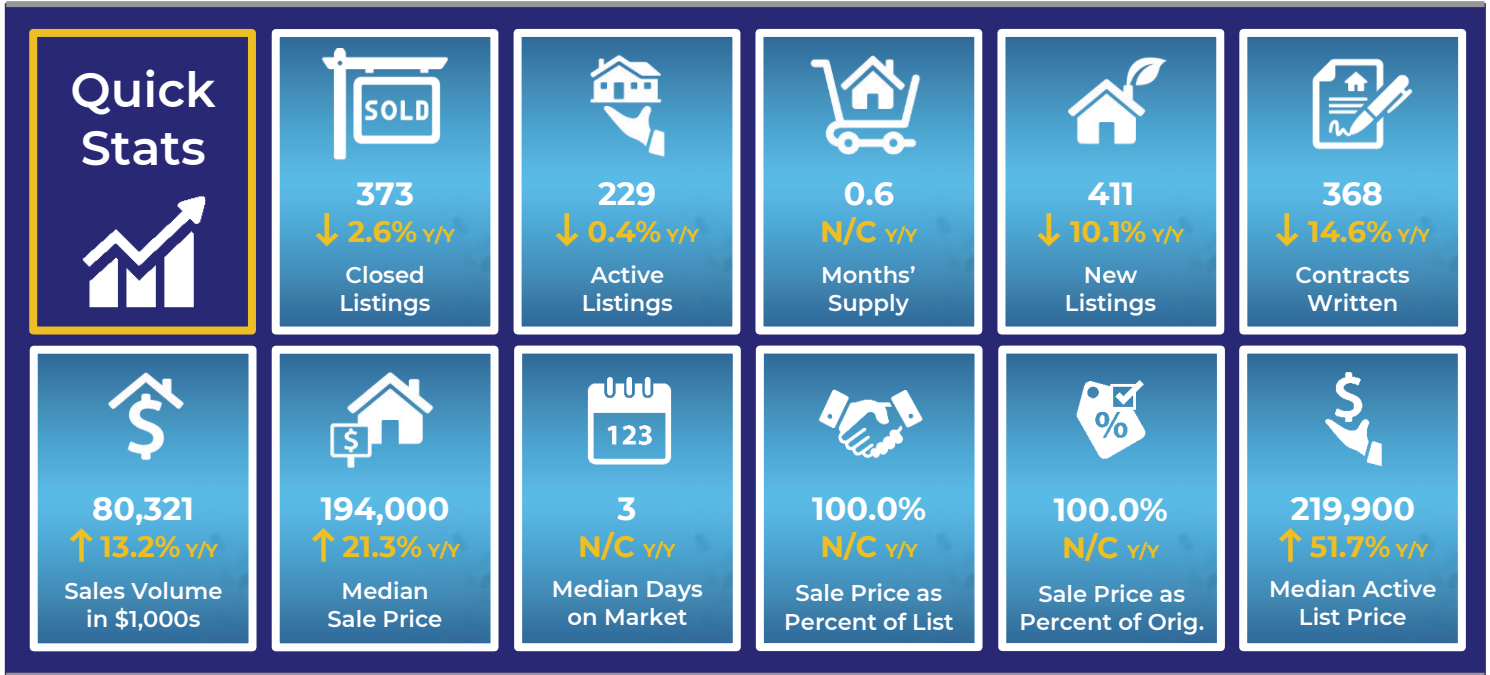 Quick
Stats
SOLD
373
↓ 2.6% Y/Y
Closed
Listings
229
↓ 0.4% Y/Y
Active
Listings
0.6
N/C Y/Y
Months’
Supply
411
↓ 10.1% Y/Y
New
Listings
368
↓ 14.6% Y/Y
Contracts
Written
$
80,321
↑ 13.2% Y/Y
Sales Volume
in $1,000s
$
194,000
↑ 21.3% Y/Y
Median
Sale Price
123
3
N/C Y/Y
Median Days
on Market
100.0%
N/C Y/Y
Sale Price as
Percent of List
%
100.0%
N/C Y/Y
Sale Price as
Percent of Orig.
$
219,900
↑ 51.7% Y/Y
Median Active
List Price